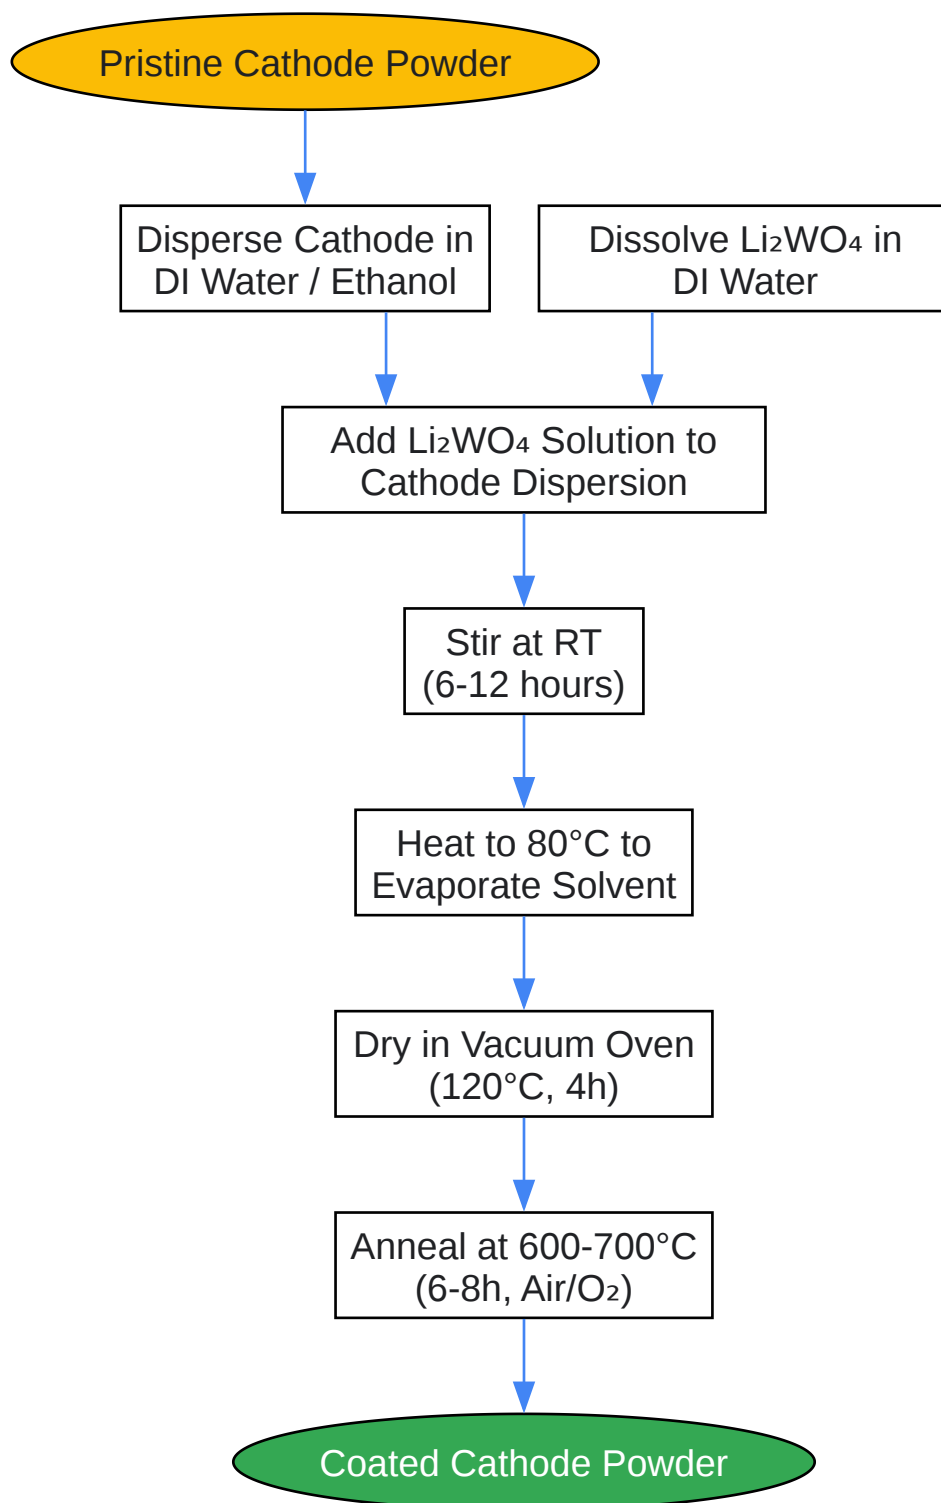 Pristine Cathode Powder
Disperse Cathode in
DI Water / Ethanol
Dissolve Li₂WO₄ in
DI Water
Add Li₂WO₄ Solution to
Cathode Dispersion
Stir at RT
(6-12 hours)
Heat to 80°C to
Evaporate Solvent
Dry in Vacuum Oven
(120°C, 4h)
Anneal at 600-700°C
(6-8h, Air/O₂)
Coated Cathode Powder